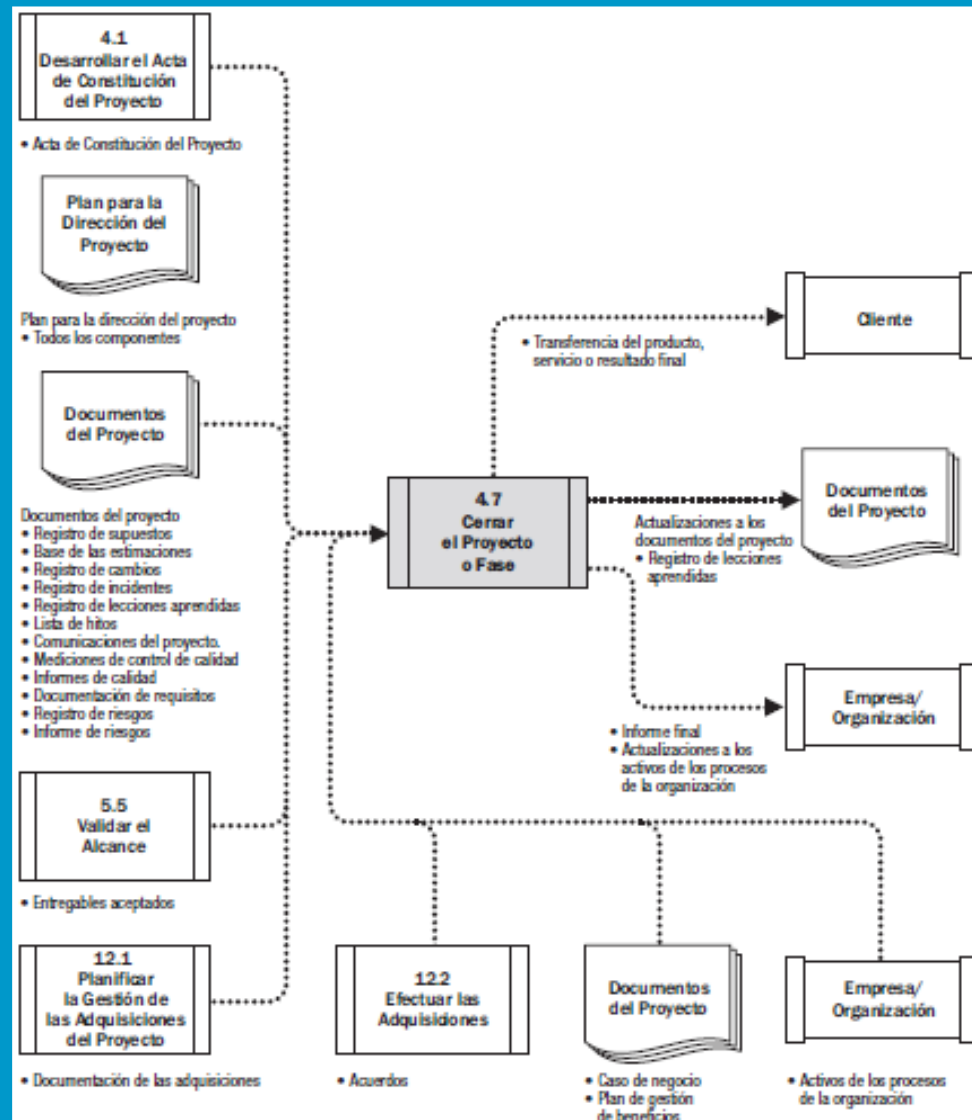 4.1
Desarrollar el Acta
de Constitución
del Proyecto
• Acta de Constitución del Proyecto
Plan para la
Dirección del
Proyecto
Plan para la dirección del proyecto
• Todos los componentes
Documentos
del Proyecto
Documentos del proyecto
• Registro de supuestos
• Base de las estimaciones
• Registro de cambios
• Registro de incidentes
• Registro de lecciones aprendidas
• Lista de hitos
• Comunicaciones del proyecto.
• Mediciones de control de calidad
• Informes de calidad
• Documentación de requisitos
• Registro de riesgos
• Informe de riesgos
5.5
Validar el
Alcance
• Entregables aceptados
12.1
Planificar
la Gestión de
las Adquisiciones
del Proyecto
• Documentación de las adquisiciones
4.7
Cerrar
el Proyecto
o Fase
• Transferencia del producto,
servicio o resultado final
Cliente
Actualizaciones a los
documentos del proyecto
• Registro de lecciones
aprendidas
Documentos
del Proyecto
• Informe final
• Actualizaciones a los
activos de los procesos
de la organización
Empresa/
Organización
12.2
Efectuar las
Adquisiciones
• Acuerdos
Documentos
del Proyecto
• Caso de negocio
• Plan de gestión
de beneficios
Empresa/
Organización
• Activos de los procesos
de la organización